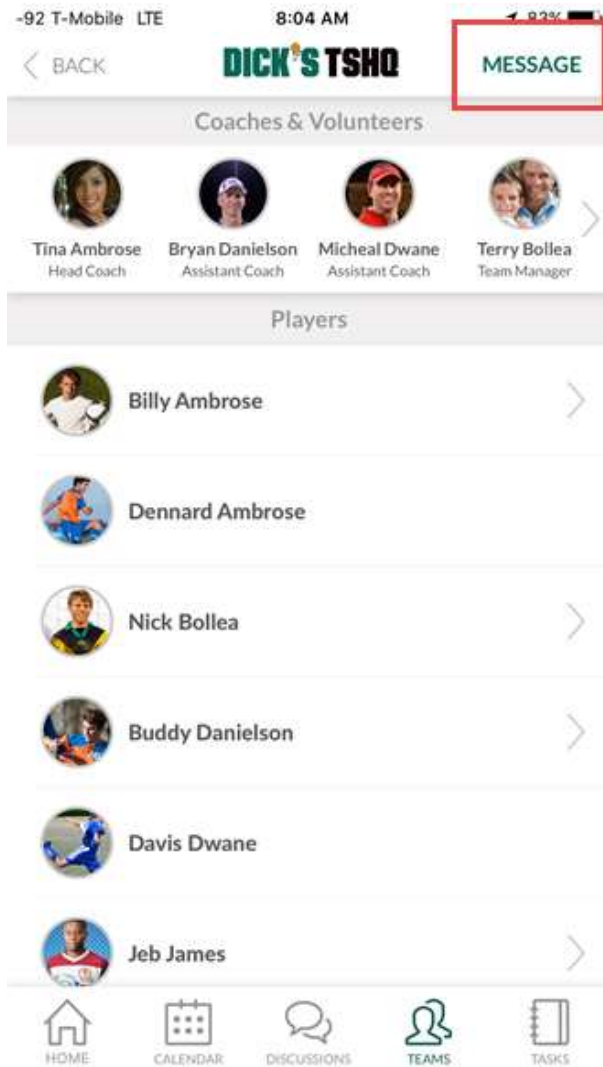 -92 T-Mobile LTE 8:04 AM 83%
BACK DICK'S TSHQ MESSAGE
Coaches & Volunteers
Tina Ambrose Bryan Danielson Micheal Dwane Terry Bollea
Head Coach Assistant Coach Assistant Coach Team Manager
Players
Billy Ambrose
Dennard Ambrose
Nick Bollea
Buddy Danielson
Davis Dwane
Jeb James
HOME CALENDAR DISCUSSIONS TEAMS TASKS